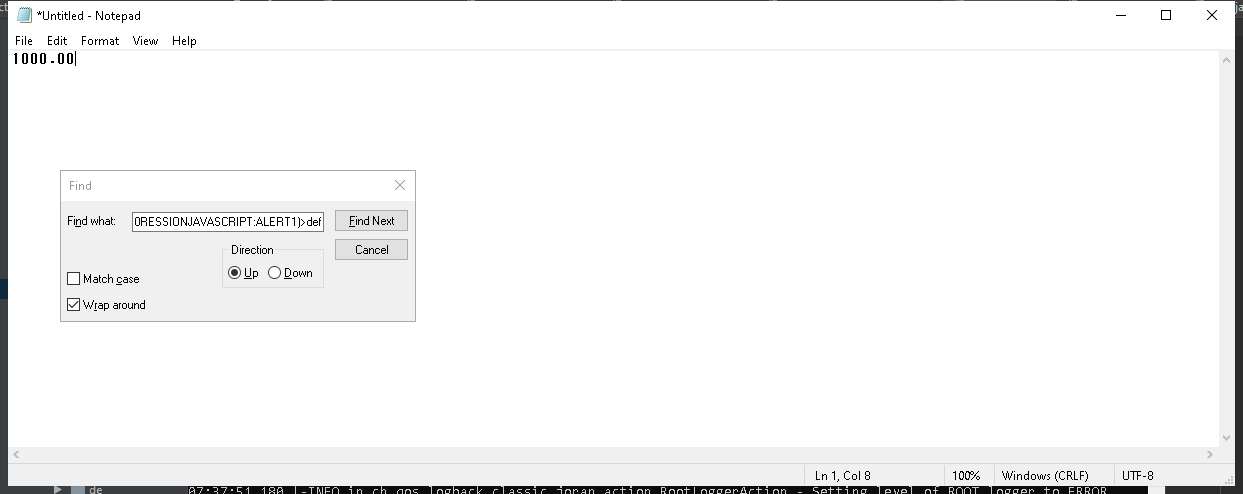 *Untitled - Notepad
File Edit Format View Help
1000.00
Find
Find what: 0RESSIONJAVASCRIPT:ALERT1)>def Find Next
Direction Cancel
Up Down
Match case
Wrap around
Ln 1, Col 8 100% Windows (CRLF) UTF-8
de 07:37:51,180 |-INFO in ch.qos.logback.classic.joran.action.RootLoggerAction - Setting level of ROOT logger to ERROR